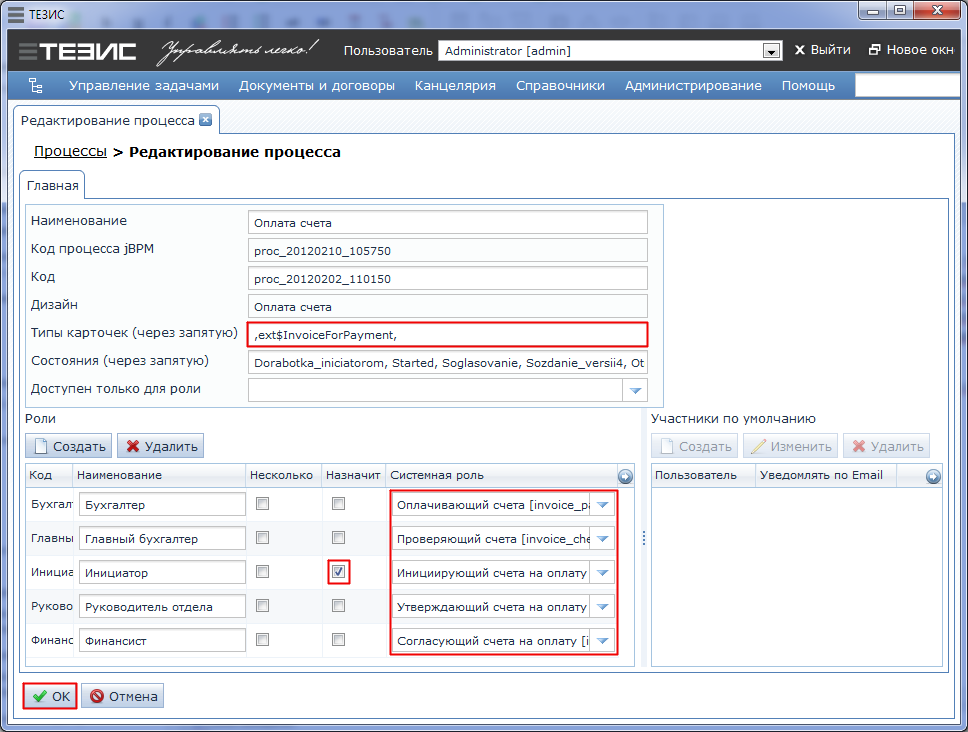 ТЕЗИС
ТЕЗИС Управлять легко! Пользователь Administrator [admin] Выйти Новое окн
Управление задачами Документы и договоры Канцелярия Справочники Администрирование Помощь
Редактирование процесса
Процессы > Редактирование процесса
Главная
Наименование Оплата счета
Код процесса jBPM proc_20120210_105750
Код proc_20120202_110150
Дизайн Оплата счета
Типы карточек (через запятую) ,ext$InvoiceForPayment,
Состояния (через запятую) Dorabotka_iniciatorom, Started, Soglasovanie, Sozdanie_versii4, Ot
Доступен только для роли
Роли Участники по умолчанию
Создать Удалить Создать Изменить Удалить
Код Наименование Несколько Назначит Системная роль Пользователь Уведомлять по Email
Бухгалт Бухгалтер Оплачивающий счета [invoice_pa
Главны Главный бухгалтер Проверяющий счета [invoice_che
Инициа Инициатор Инициирующий счета на оплату
Руково Руководитель отдела Утверждающий счета на оплату
Финанс Финансист Согласующий счета на оплату [i
OK Отмена